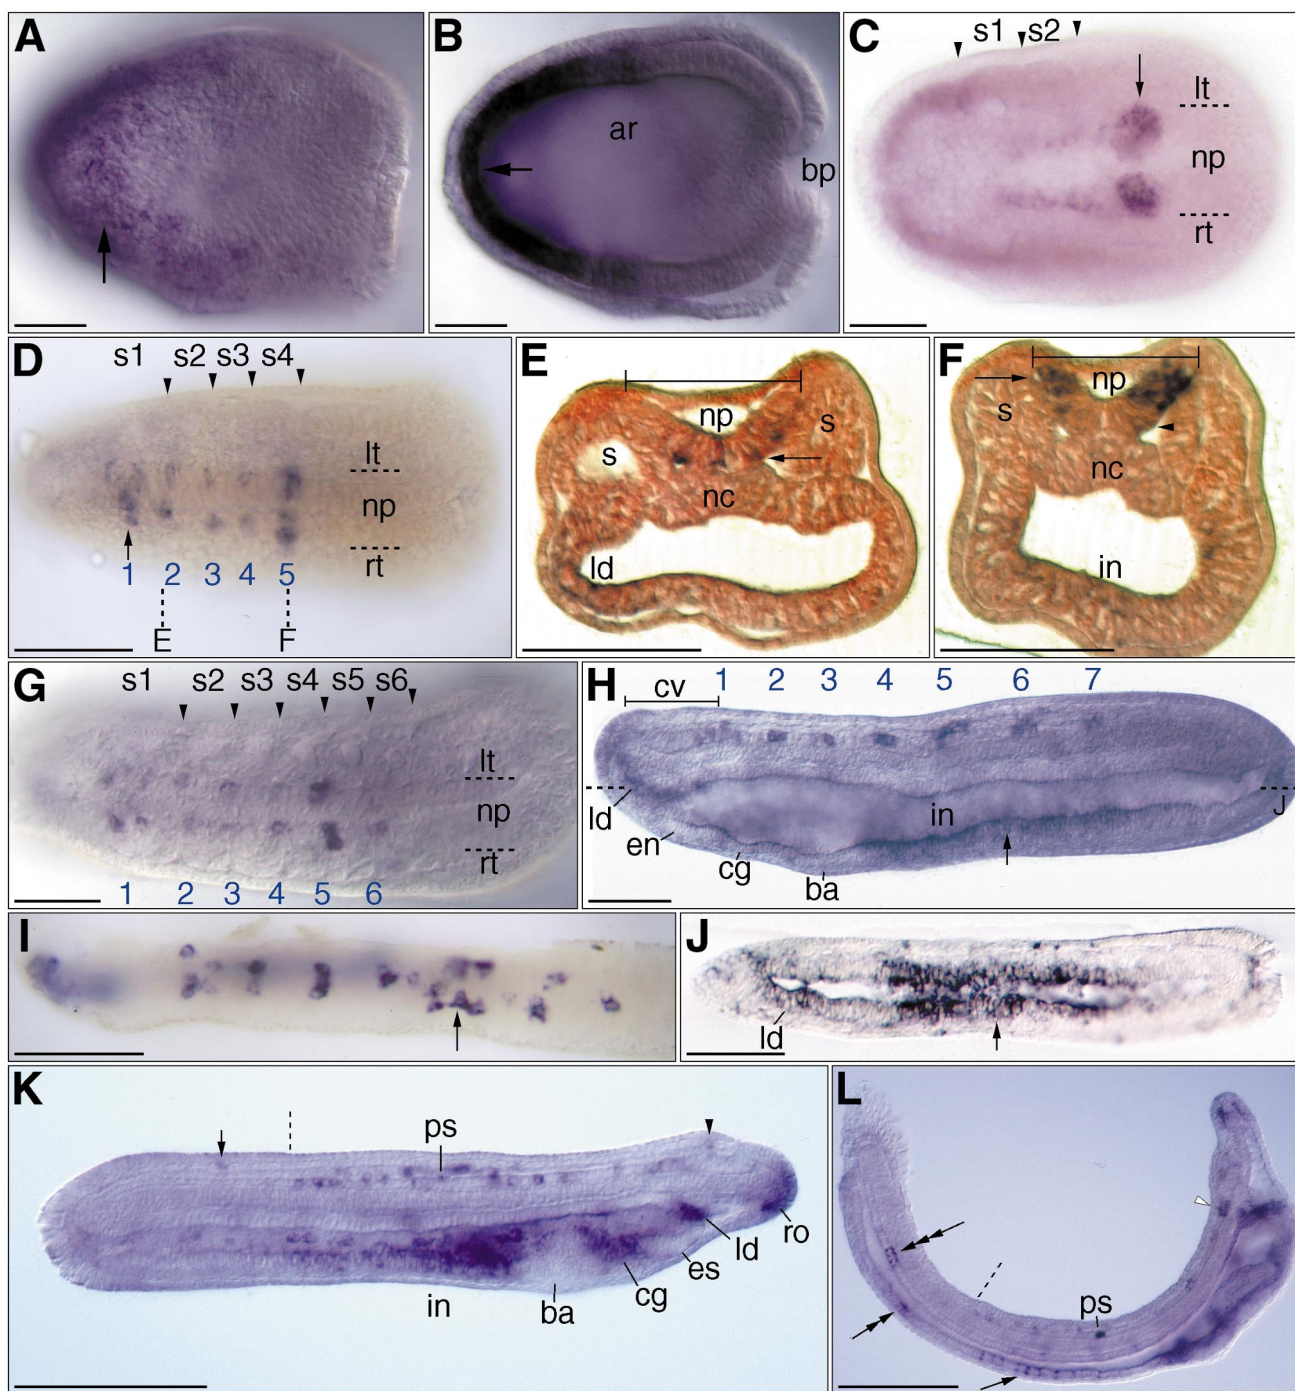 A
B
ar
bp
C
s1 s2
lt
np
rt
D
s1 s2 s3 s4
lt
np
rt
1 2 3 4 5
E F
E
np
s
s
nc
ld
F
np
s
nc
in
G
s1 s2 s3 s4 s5 s6
lt
np
rt
1 2 3 4 5 6
H
cv 1 2 3 4 5 6 7
ld
en
cg
ba
in
J
I
J
ld
K
ps
ro
ld
es
cg
ba
in
L
ps